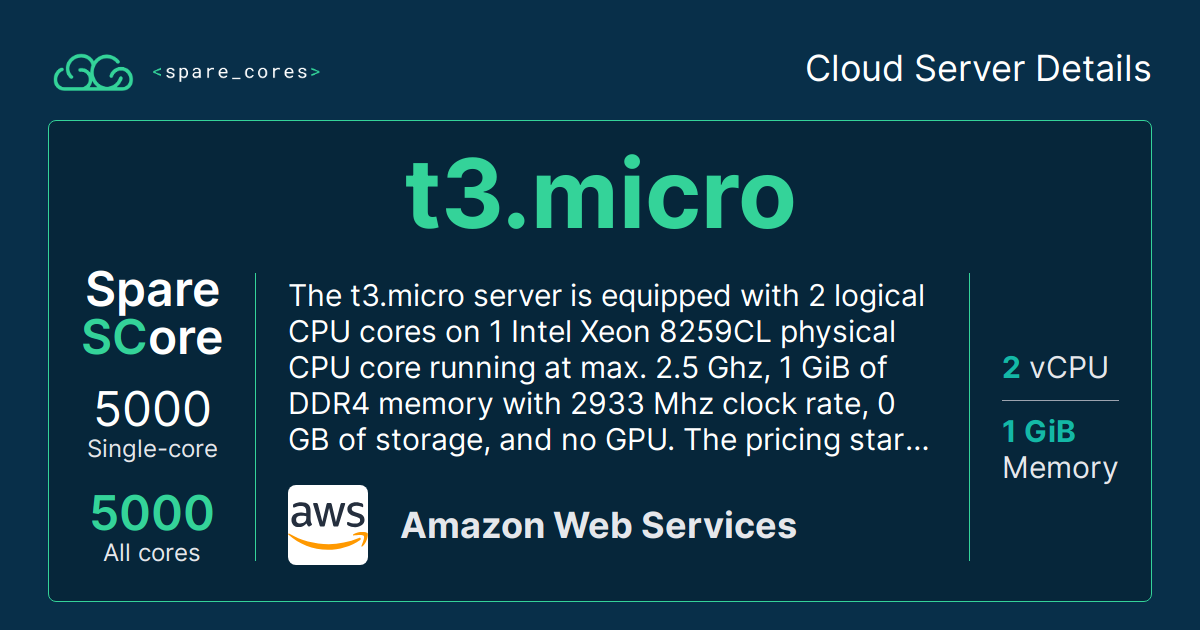 <spare_cores>
Cloud Server Details
t3.micro
Spare
SCore
5000
Single-core
5000
All cores
The t3.micro server is equipped with 2 logical
CPU cores on 1 Intel Xeon 8259CL physical
CPU core running at max. 2.5 Ghz, 1 GiB of
DDR4 memory with 2933 Mhz clock rate, 0
GB of storage, and no GPU. The pricing star...
aws
Amazon Web Services
2 vCPU
1 GiB
Memory